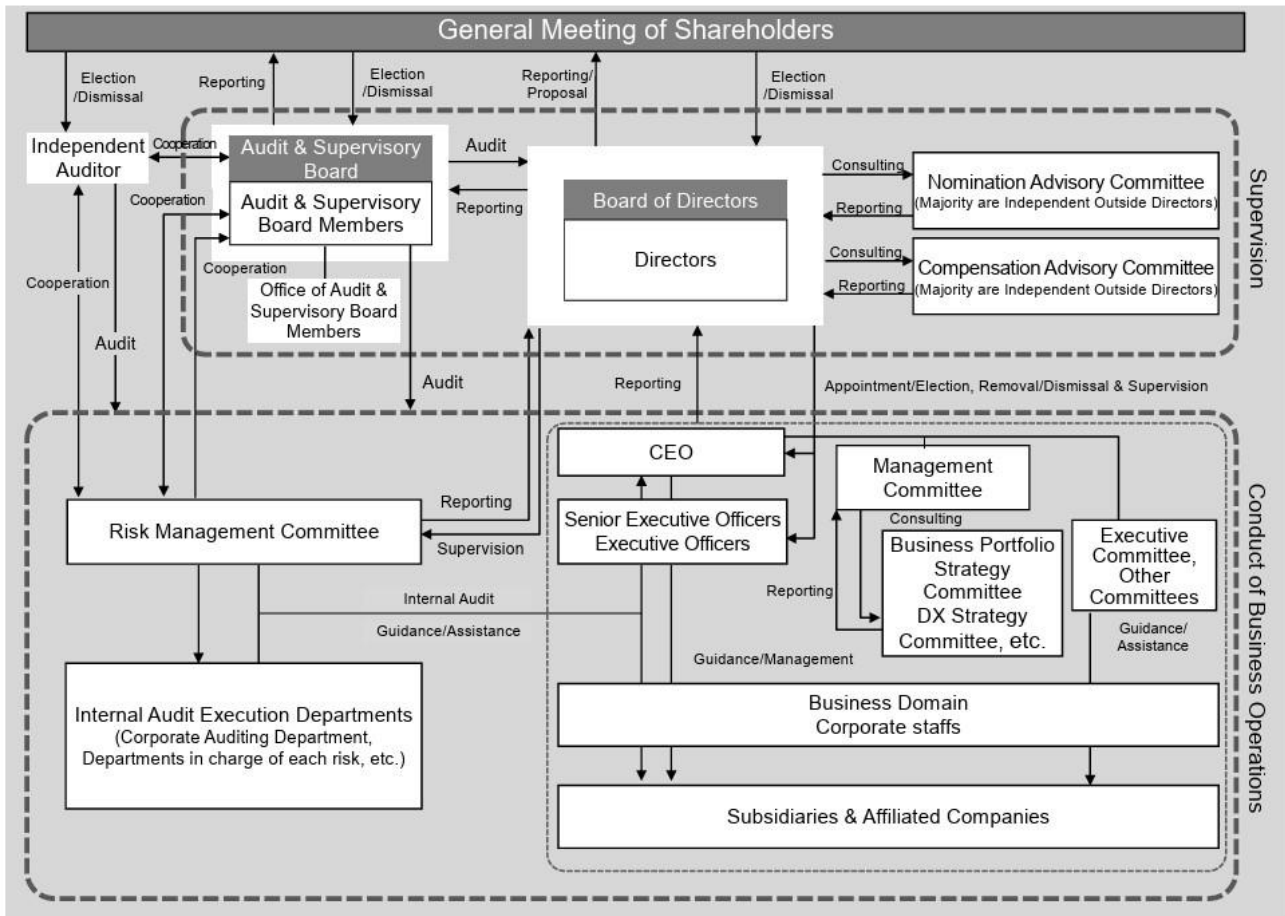 General Meeting of Shareholders
Election
/Dismissal
Reporting
Election
/Dismissal
Reporting/
Proposal
Election
/Dismissal
Independent
Auditor
Cooperation
Audit & Supervisory
Board
Audit & Supervisory
Board Members
Cooperation
Cooperation
Office of Audit &
Supervisory Board
Members
Audit
Reporting
Board of Directors
Directors
Consulting
Reporting
Nomination Advisory Committee
(Majority are Independent Outside Directors)
Consulting
Reporting
Compensation Advisory Committee
(Majority are Independent Outside Directors)
Supervision
Cooperation
Audit
Audit
Reporting
Appointment/Election, Removal/Dismissal & Supervision
Risk Management Committee
Reporting
Supervision
CEO
Senior Executive Officers
Executive Officers
Management
Committee
Consulting
Reporting
Business Portfolio
Strategy
Committee
DX Strategy
Committee, etc.
Executive
Committee,
Other
Committees
Guidance/
Assistance
Internal Audit
Guidance/Assistance
Guidance/Management
Internal Audit Execution Departments
(Corporate Auditing Department,
Departments in charge of each risk, etc.)
Business Domain
Corporate staffs
Subsidiaries & Affiliated Companies
Conduct of Business Operations